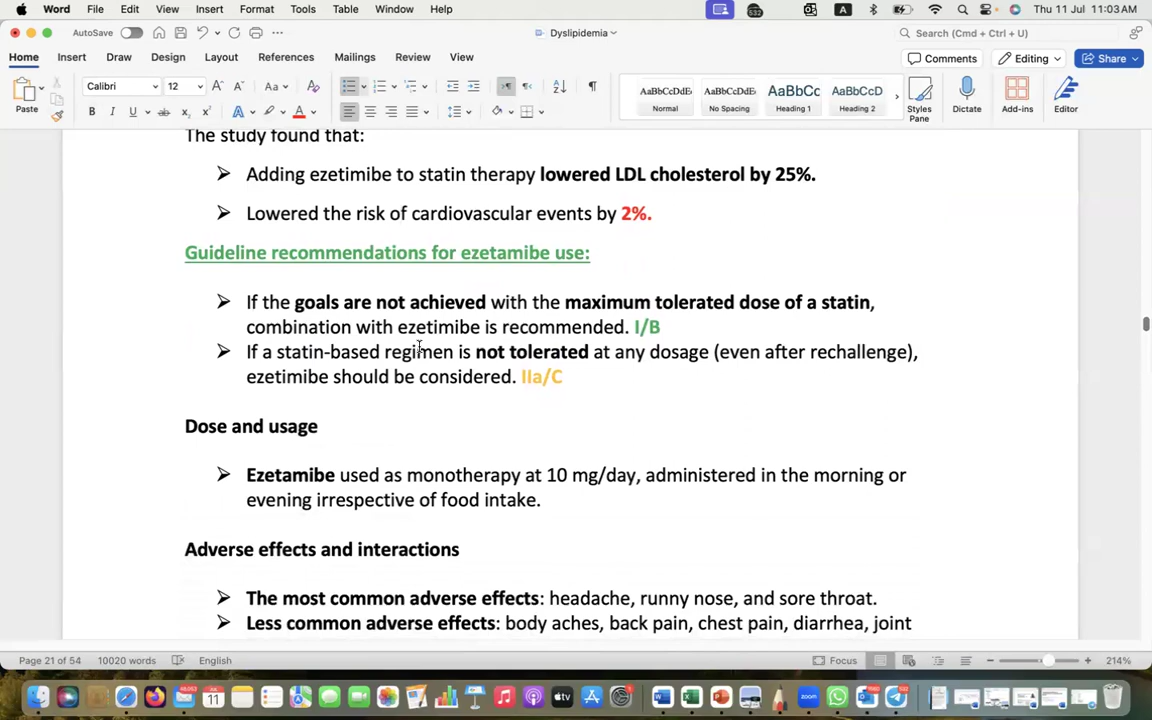 Word File Edit View Insert Format Tools Table Window Help Thu 11 Jul 11:03 AM
AutoSave Dyslipidemia Search (Cmd + Ctrl + U)
Home Insert Draw Design Layout References Mailings Review View Comments Editing Share
Paste Calibri 12 AaBbCcDdE AaBbCcDdE AaBbCc AaBbCcDd
Normal No Spacing Heading 1 Heading 2 Styles Pane Dictate Add-ins Editor
The study found that:
➢ Adding ezetimibe to statin therapy lowered LDL cholesterol by 25%.
➢ Lowered the risk of cardiovascular events by 2%.
Guideline recommendations for ezetamibe use:
➢ If the goals are not achieved with the maximum tolerated dose of a statin,
combination with ezetimibe is recommended. I/B
➢ If a statin-based regimen is not tolerated at any dosage (even after rechallenge),
ezetimibe should be considered. IIa/C
Dose and usage
➢ Ezetamibe used as monotherapy at 10 mg/day, administered in the morning or
evening irrespective of food intake.
Adverse effects and interactions
➢ The most common adverse effects: headache, runny nose, and sore throat.
➢ Less common adverse effects: body aches, back pain, chest pain, diarrhea, joint
Page 21 of 54 10020 words English Focus 214%